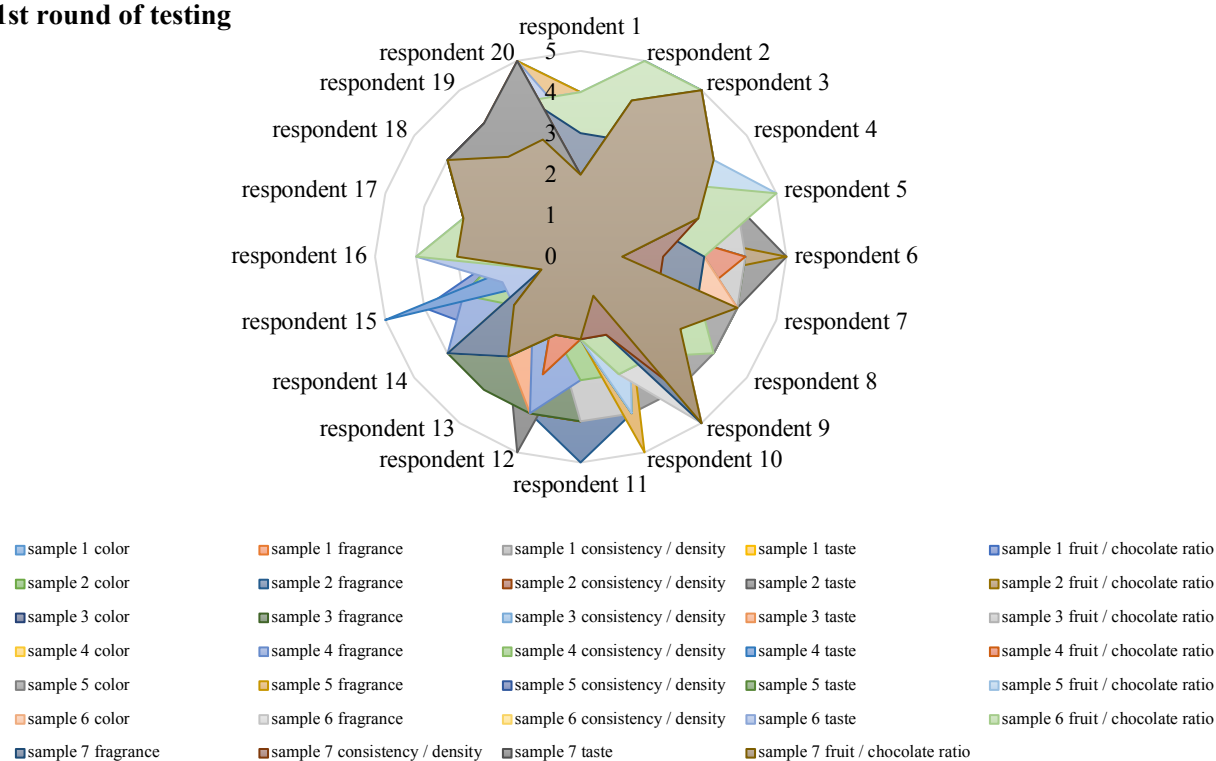 1st round of testing
respondent 1
respondent 2
respondent 3
respondent 4
respondent 5
respondent 6
respondent 7
respondent 8
respondent 9
respondent 10
respondent 11
respondent 12
respondent 13
respondent 14
respondent 15
respondent 16
respondent 17
respondent 18
respondent 19
respondent 20
5
4
3
2
1
0
sample 1 color
sample 1 fragrance
sample 1 consistency / density
sample 1 taste
sample 1 fruit / chocolate ratio
sample 2 color
sample 2 fragrance
sample 2 consistency / density
sample 2 taste
sample 2 fruit / chocolate ratio
sample 3 color
sample 3 fragrance
sample 3 consistency / density
sample 3 taste
sample 3 fruit / chocolate ratio
sample 4 color
sample 4 fragrance
sample 4 consistency / density
sample 4 taste
sample 4 fruit / chocolate ratio
sample 5 color
sample 5 fragrance
sample 5 consistency / density
sample 5 taste
sample 5 fruit / chocolate ratio
sample 6 color
sample 6 fragrance
sample 6 consistency / density
sample 6 taste
sample 6 fruit / chocolate ratio
sample 7 fragrance
sample 7 consistency / density
sample 7 taste
sample 7 fruit / chocolate ratio